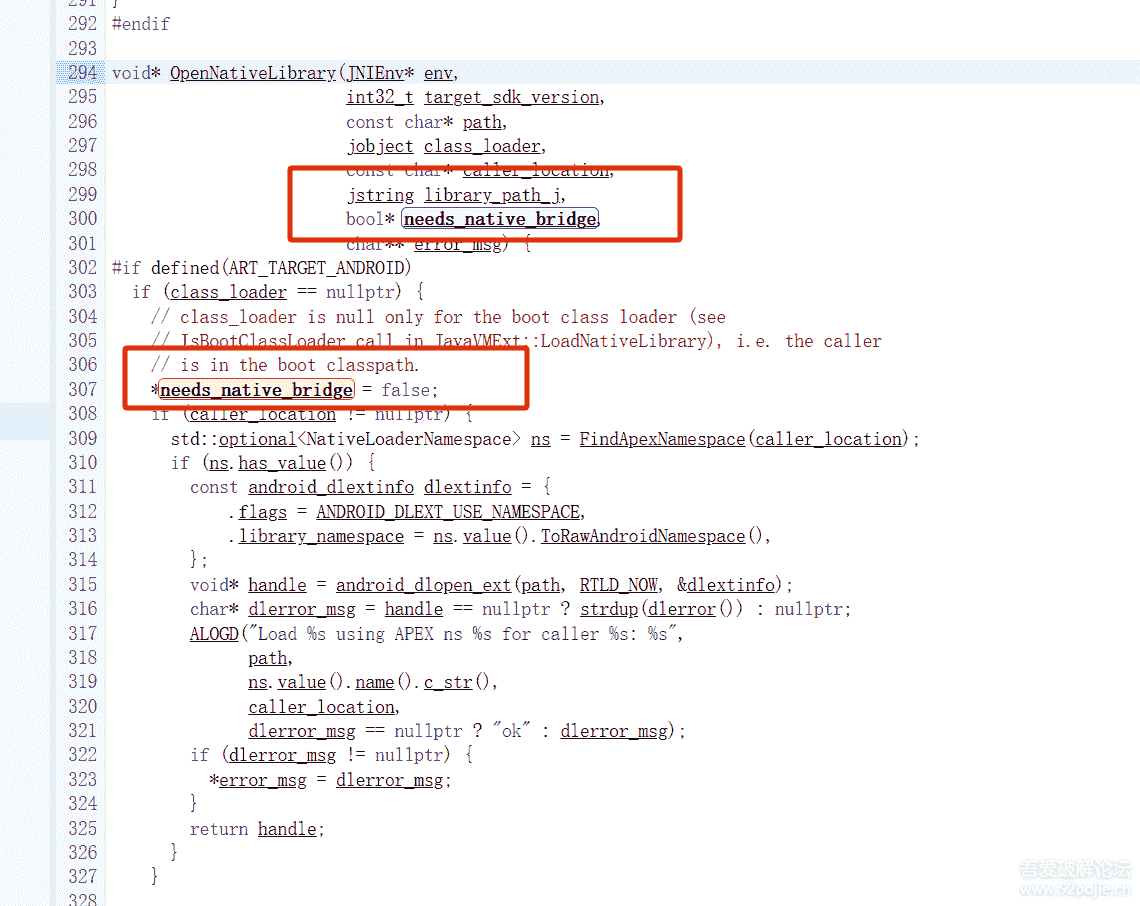 291 }
292 #endif
293
294 void* OpenNativeLibrary(JNIEnv* env,
295 int32_t target_sdk_version,
296 const char* path,
297 jobject class_loader,
298 const char* caller_location,
299 jstring library_path_j,
300 bool* needs_native_bridge,
301 char** error_msg) {
302 #if defined(ART_TARGET_ANDROID)
303 if (class_loader == nullptr) {
304 // class_loader is null only for the boot class loader (see
305 // IsBootClassLoader call in JavaVMExt::LoadNativeLibrary), i.e. the caller
306 // is in the boot classpath.
307 *needs_native_bridge = false;
308 if (caller_location != nullptr) {
309 std::optional<NativeLoaderNamespace> ns = FindApexNamespace(caller_location);
310 if (ns.has_value()) {
311 const android_dlextinfo dlextinfo = {
312 .flags = ANDROID_DLEXT_USE_NAMESPACE,
313 .library_namespace = ns.value().ToRawAndroidNamespace(),
314 };
315 void* handle = android_dlopen_ext(path, RTLD_NOW, &dlextinfo);
316 char* dlerror_msg = handle == nullptr ? strdup(dlerror()) : nullptr;
317 ALOGD("Load %s using APEX ns %s for caller %s: %s",
318 path,
319 ns.value().name().c_str(),
320 caller_location,
321 dlerror_msg == nullptr ? "ok" : dlerror_msg);
322 if (dlerror_msg != nullptr) {
323 *error_msg = dlerror_msg;
324 }
325 return handle;
326 }
327 }
328
吾爱破解论坛
www.52pojie.cn